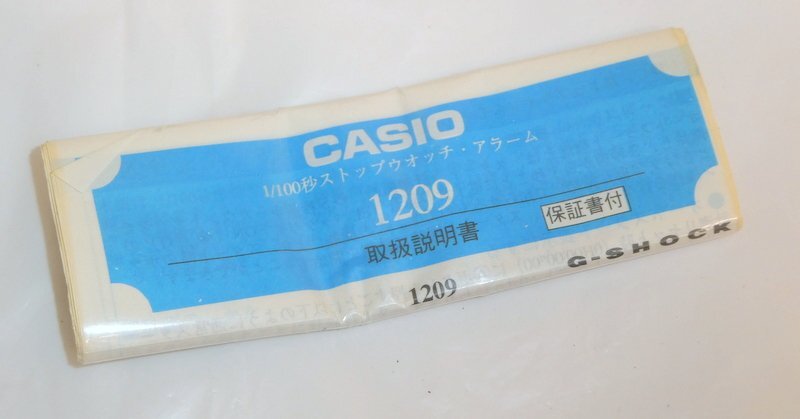 CASIO
1/100秒ストップウオッチ・アラーム
1209
取扱説明書
保証書付
1209
G-SHOCK